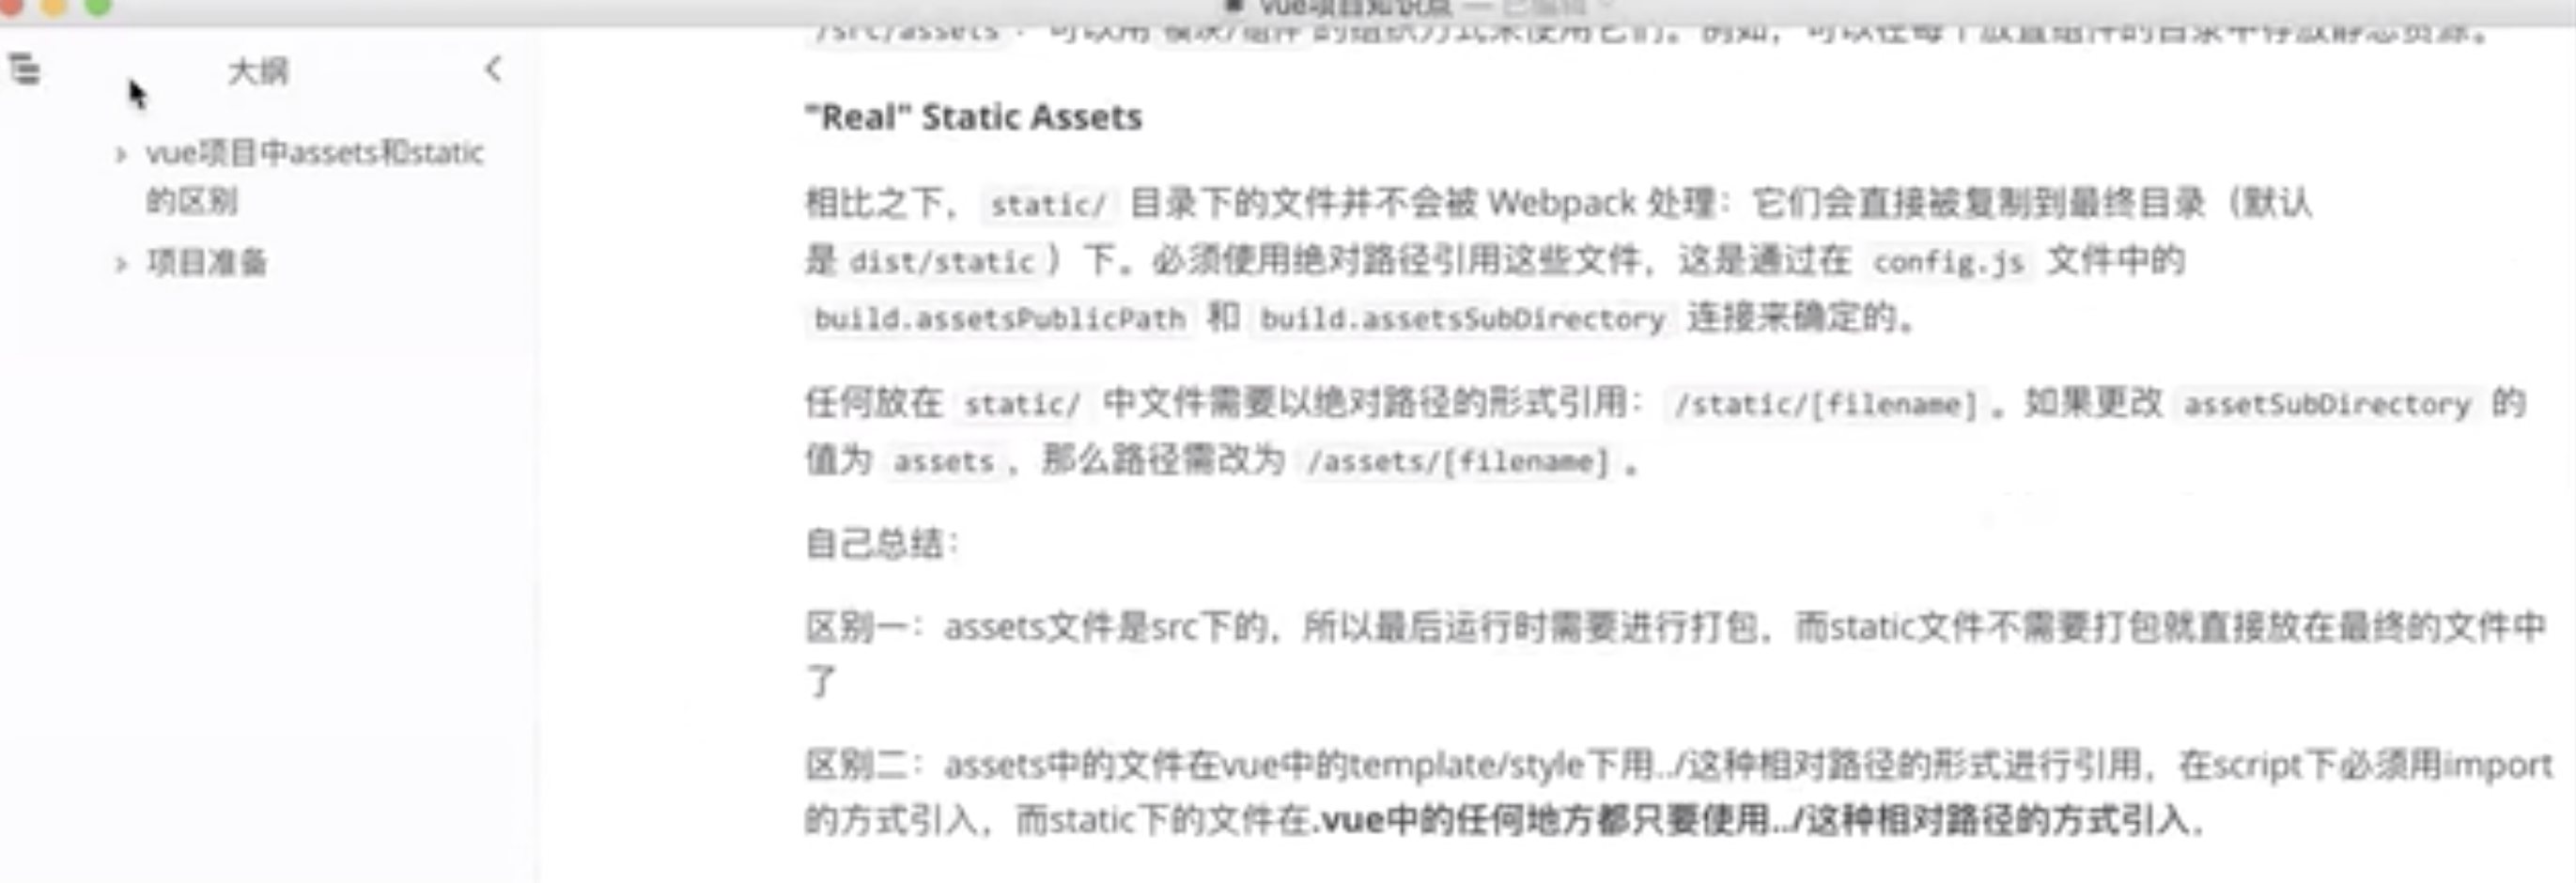 vue项目知识点 — 已编辑
/src/assets：可以用 模块/组件 的组织方式来使用它们。例如，可以在每个放置组件的目录中存放静态资源。
大纲
vue项目中assets和static
的区别
项目准备
"Real" Static Assets
相比之下， static/ 目录下的文件并不会被 Webpack 处理：它们会直接被复制到最终目录（默认
是 dist/static ）下。必须使用绝对路径引用这些文件，这是通过在 config.js 文件中的
build.assetsPublicPath 和 build.assetsSubDirectory 连接来确定的。
任何放在 static/ 中文件需要以绝对路径的形式引用： /static/[filename] 。如果更改 assetSubDirectory 的
值为 assets ，那么路径需改为 /assets/[filename] 。
自己总结：
区别一：assets文件是src下的，所以最后运行时需要进行打包，而static文件不需要打包就直接放在最终的文件中
了
区别二：assets中的文件在vue中的template/style下用../这种相对路径的形式进行引用，在script下必须用import
的方式引入，而static下的文件在.vue中的任何地方都只要使用../这种相对路径的方式引入，